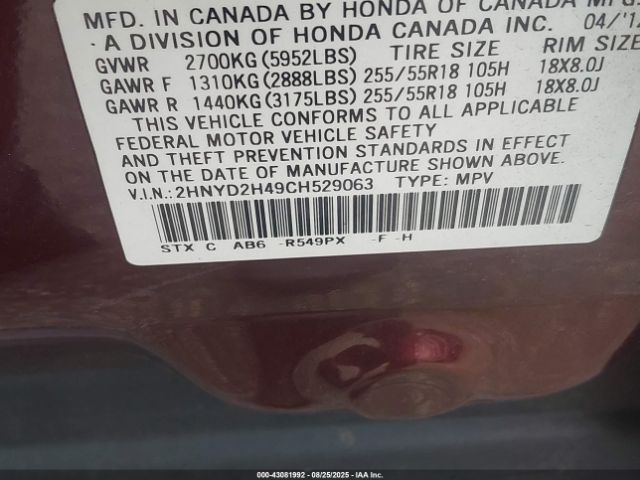 MFD. IN CANADA BY HONDA OF CANADA MFG.
· A DIVISION OF HONDA CANADA INC. 04/'12
GVWR 2700KG(5952LBS) TIRE SIZE RIM SIZE
GAWR F 1310KG(2888LBS) 255/55R18 105H 18X8.0J
GAWR R 1440KG(3175LBS) 255/55R18 105H 18X8.0J
THIS VEHICLE CONFORMS TO ALL APPLICABLE
FEDERAL MOTOR VEHICLE SAFETY
AND THEFT PREVENTION STANDARDS IN EFFECT
ON THE DATE OF MANUFACTURE SHOWN ABOVE.
V.I.N.:2HNYD2H49CH529063 TYPE: MPV
STX C AB6 -R549PX -F -H
000-43081992 - 08/25/2025 - IAA Inc.